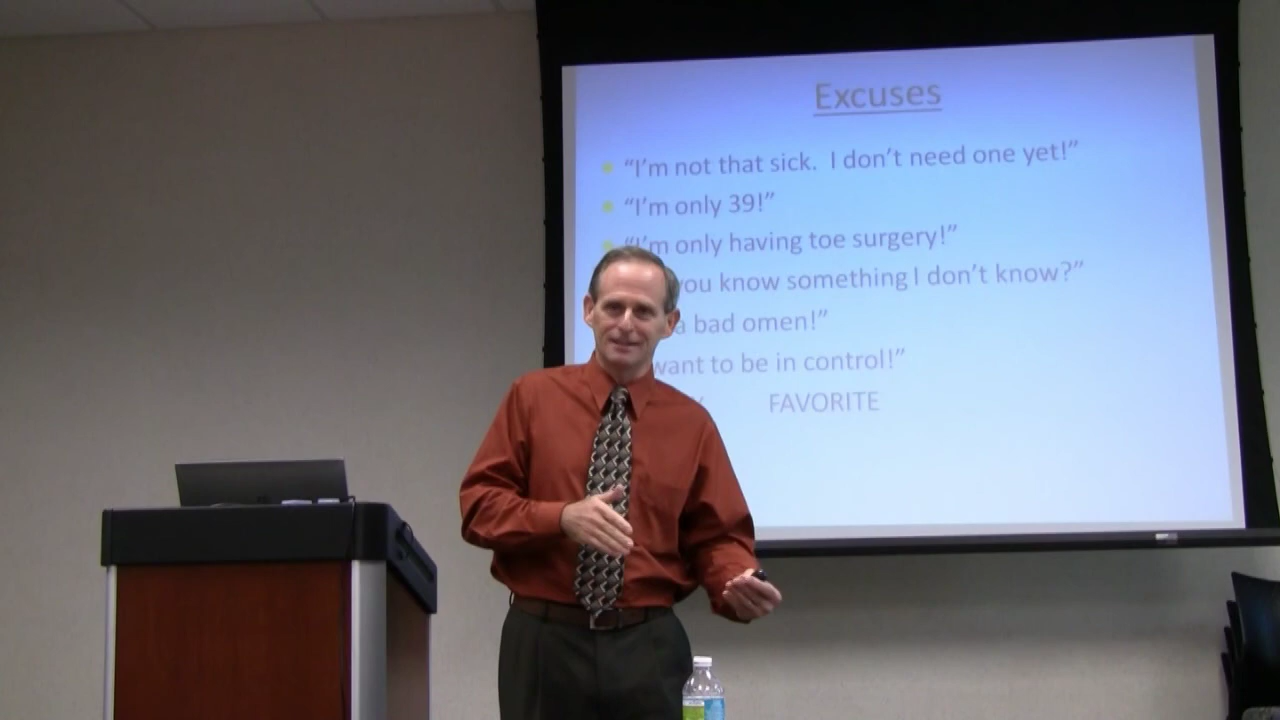 Excuses
“I’m not that sick.  I don’t need one yet!”
“I’m only 39!”
“I’m only having toe surgery!”
you know something I don’t know?”
a bad omen!”
want to be in control!”
FAVORITE